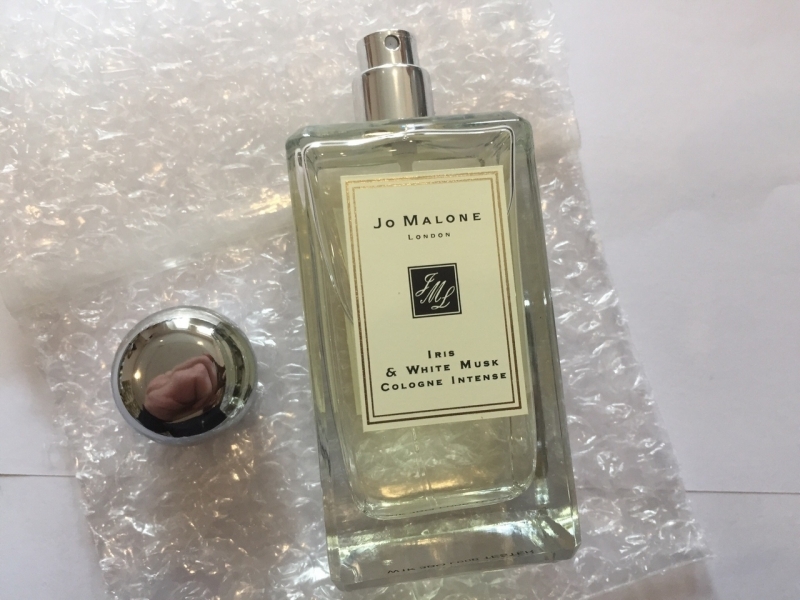 Jo Malone
London
JML
Iris
& White Musk
Cologne Intense